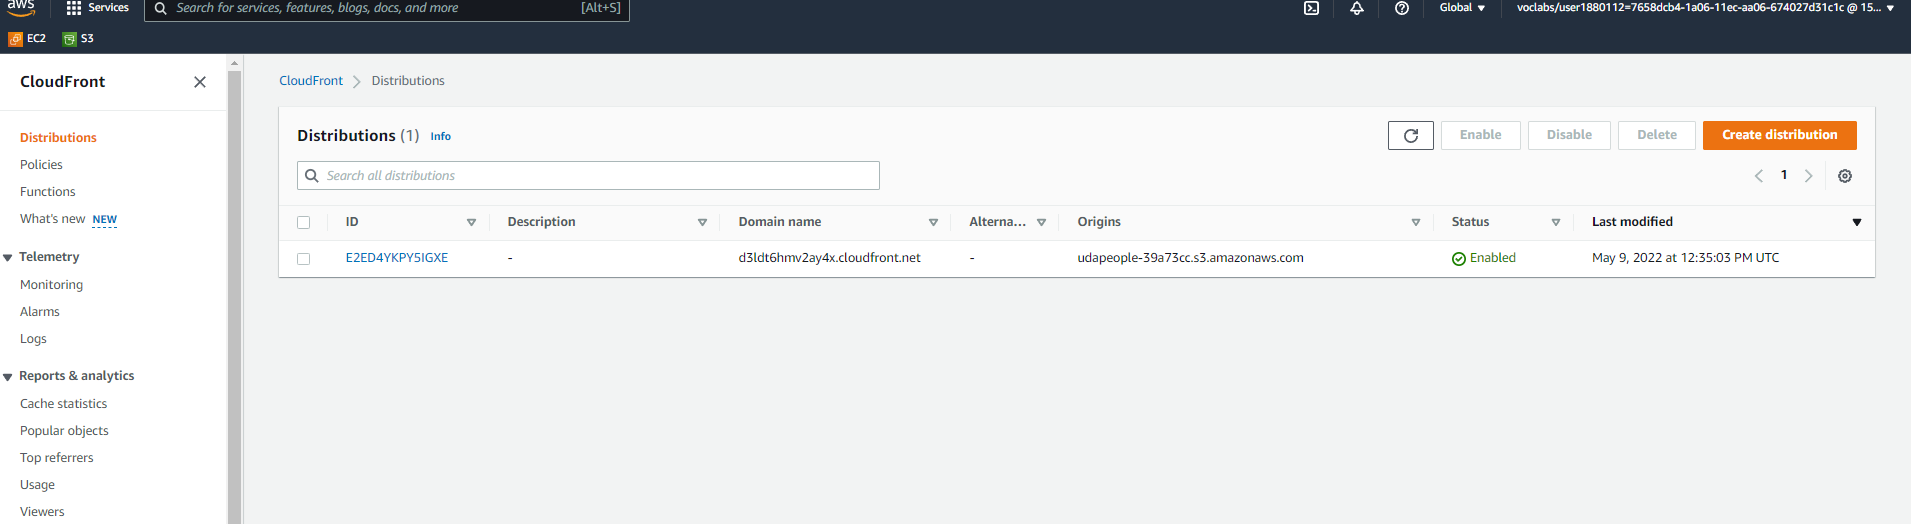 aws
Services
Search for services, features, blogs, docs, and more
[Alt+S]
Global
voclabs/user1880112=7658dcb4-1a06-11ec-aa06-674027d31c1c @ 15...
EC2
S3
CloudFront
Distributions
Policies
Functions
What's new NEW
Telemetry
Monitoring
Alarms
Logs
Reports & analytics
Cache statistics
Popular objects
Top referrers
Usage
Viewers
CloudFront Distributions
Distributions (1) Info
Enable
Disable
Delete
Create distribution
Search all distributions
1
ID Description Domain name Alterna... Origins Status Last modified
E2ED4YKPY5IGXE - d3ldt6hmv2ay4x.cloudfront.net - udapeople-39a73cc.s3.amazonaws.com Enabled May 9, 2022 at 12:35:03 PM UTC